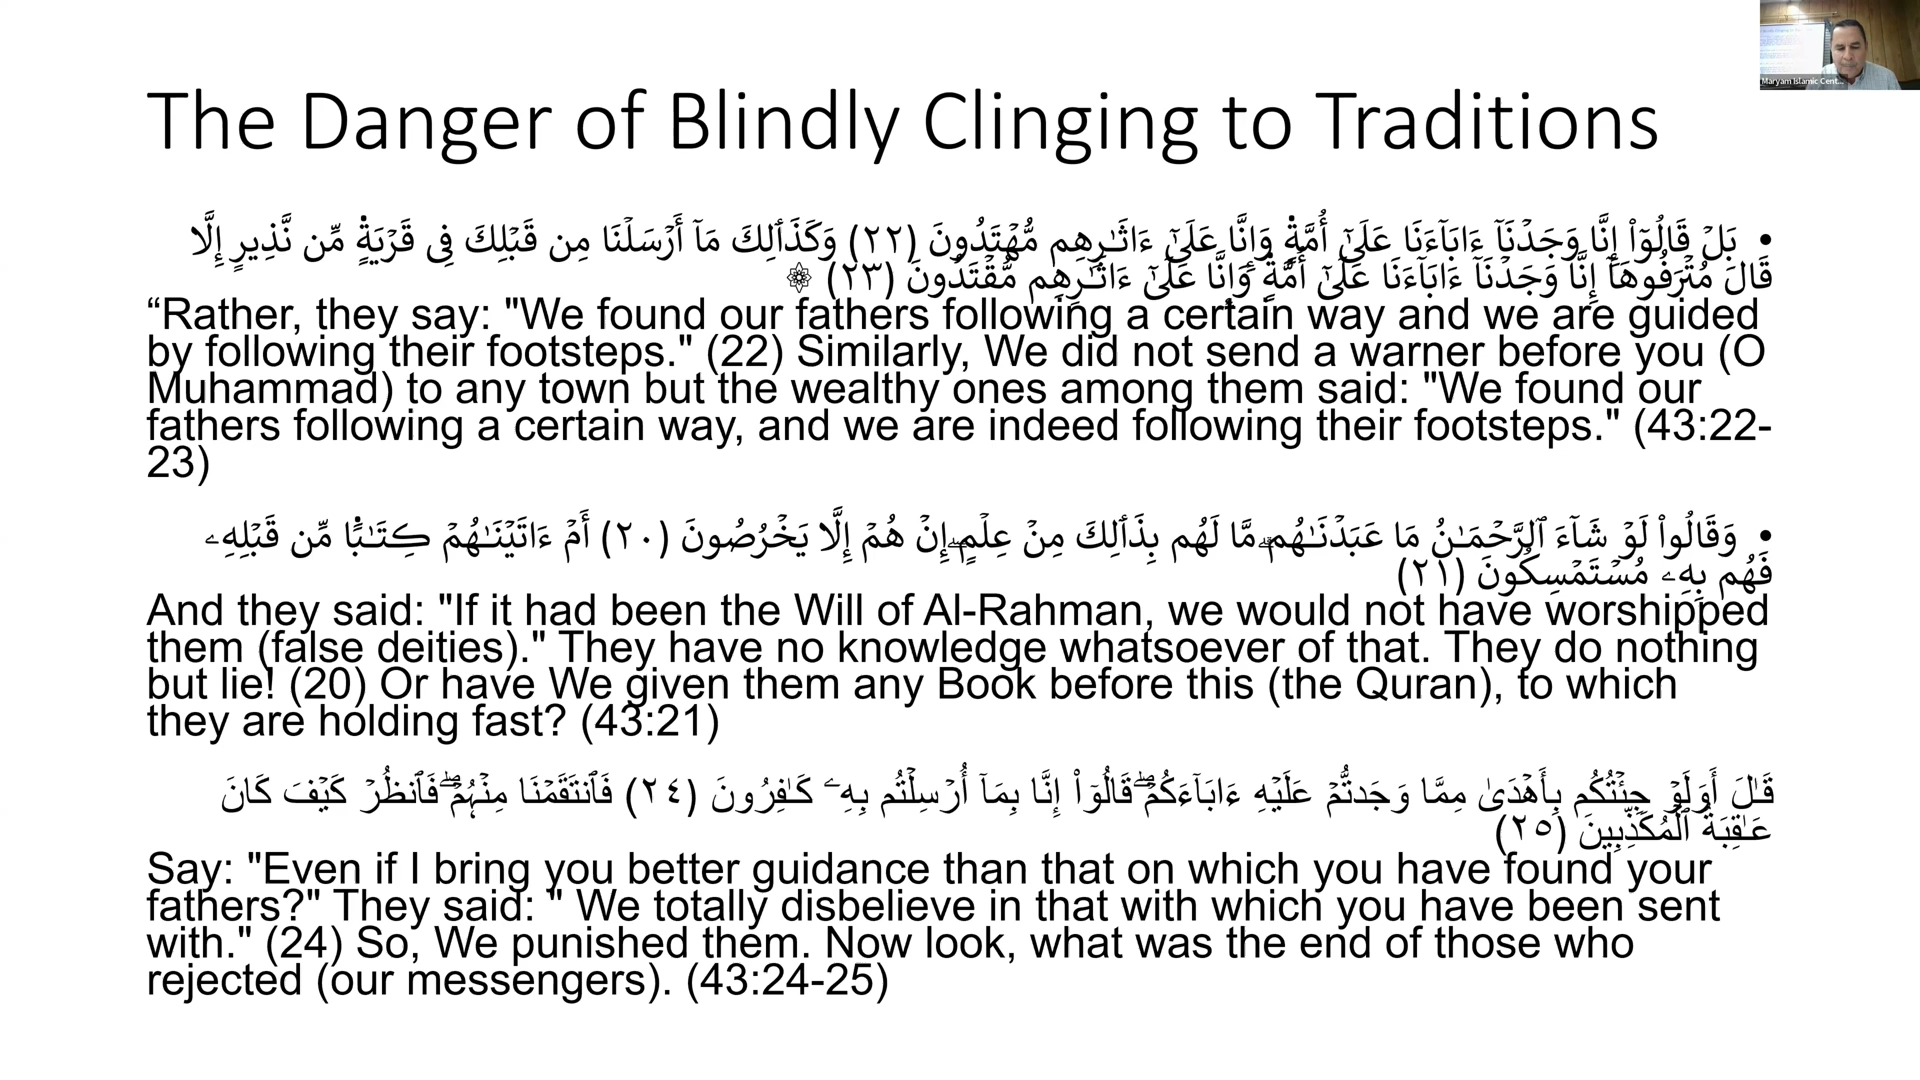 Maryam Islamic Cent...
The Danger of Blindly Clinging to Traditions
• بَلۡ قَالُوٓاْ إِنَّا وَجَدۡنَآ ءَابَآءَنَا عَلَىٰٓ أُمَّةٍ۬ وَإِنَّا عَلَىٰٓ ءَاثَـٰرِهِم مُّهۡتَدُونَ (٢٢) وَكَذَٲلِكَ مَآ أَرۡسَلۡنَا مِن قَبۡلِكَ فِى قَرۡيَةٍ۬ مِّن نَّذِيرٍ إِلَّا
قَالَ مُتۡرَفُوهَآ إِنَّا وَجَدۡنَآ ءَابَآءَنَا عَلَىٰٓ أُمَّةٍ۬ وَإِنَّا عَلَىٰٓ ءَاثَـٰرِهِم مُّقۡتَدُونَ (٢٣) ۞
“Rather, they say: "We found our fathers following a certain way and we are guided
by following their footsteps." (22) Similarly, We did not send a warner before you (O
Muhammad) to any town but the wealthy ones among them said: "We found our
fathers following a certain way, and we are indeed following their footsteps." (43:22-
23)
• وَقَالُواْ لَوۡ شَآءَ ٱلرَّحۡمَـٰنُ مَا عَبَدۡنَـٰهُم‌ۗ مَّا لَهُم بِذَٲلِكَ مِنۡ عِلۡمٍ‌ۖ إِنۡ هُمۡ إِلَّا يَخۡرُصُونَ (٢٠) أَمۡ ءَاتَيۡنَـٰهُمۡ ڪِتَـٰبً۬ا مِّن قَبۡلِهِۦ
فَهُم بِهِۦ مُسۡتَمۡسِكُونَ (٢١)
And they said: "If it had been the Will of Al-Rahman, we would not have worshipped
them (false deities)." They have no knowledge whatsoever of that. They do nothing
but lie! (20) Or have We given them any Book before this (the Quran), to which
they are holding fast? (43:21)
قَـٰلَ أَوَلَوۡ جِئۡتُكُم بِأَهۡدَىٰ مِمَّا وَجَدتُّمۡ عَلَيۡهِ ءَابَآءَكُمۡ‌ۖ قَالُوٓاْ إِنَّا بِمَآ أُرۡسِلۡتُم بِهِۦ كَـٰفِرُونَ (٢٤) فَٱنتَقَمۡنَا مِنۡہُمۡ‌ۖ فَٱنظُرۡ كَيۡفَ كَانَ
عَـٰقِبَةُ ٱلۡمُكَذِّبِينَ (٢٥)
Say: "Even if I bring you better guidance than that on which you have found your
fathers?" They said: " We totally disbelieve in that with which you have been sent
with." (24) So, We punished them. Now look, what was the end of those who
rejected (our messengers). (43:24-25)